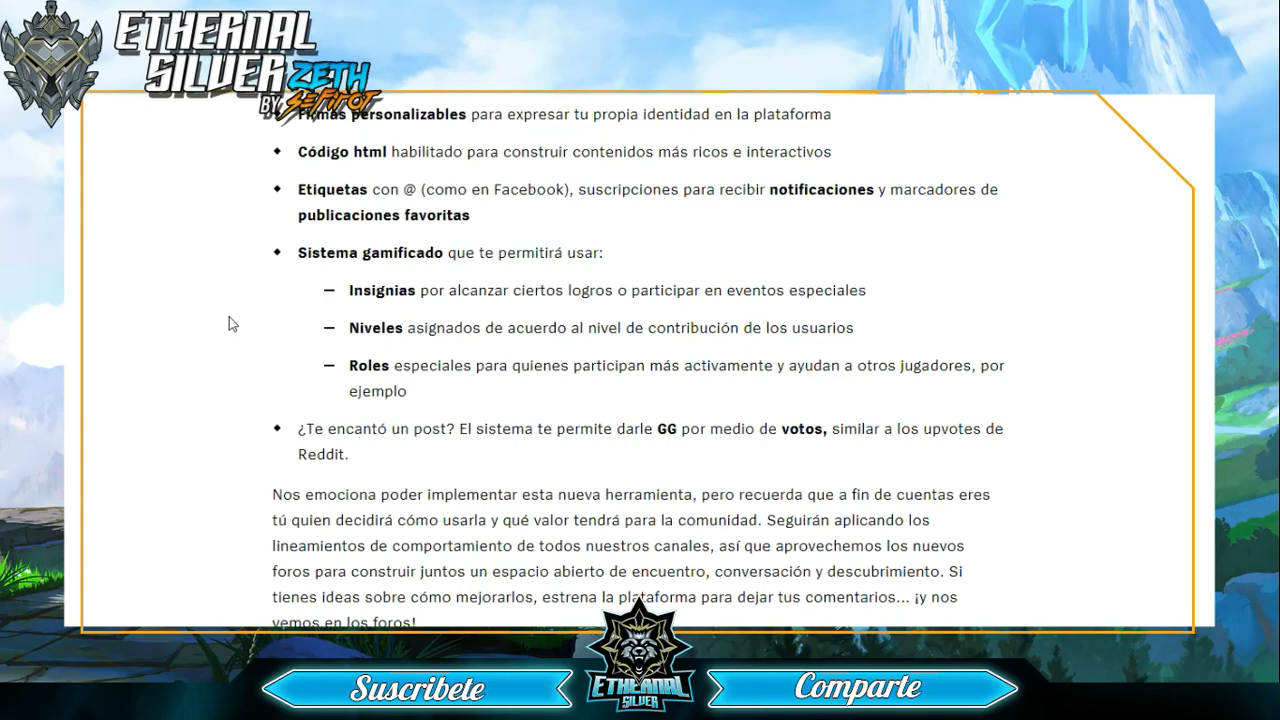 ETHERNAL
SILVER ZETH
BY SEFIROT
Firmas personalizables para expresar tu propia identidad en la plataforma
Código html habilitado para construir contenidos más ricos e interactivos
Etiquetas con @ (como en Facebook), suscripciones para recibir notificaciones y marcadores de
publicaciones favoritas
Sistema gamificado que te permitirá usar:
— Insignias por alcanzar ciertos logros o participar en eventos especiales
— Niveles asignados de acuerdo al nivel de contribución de los usuarios
— Roles especiales para quienes participan más activamente y ayudan a otros jugadores, por
ejemplo
¿Te encantó un post? El sistema te permite darle GG por medio de votos, similar a los upvotes de
Reddit.
Nos emociona poder implementar esta nueva herramienta, pero recuerda que a fin de cuentas eres
tú quien decidirá cómo usarla y qué valor tendrá para la comunidad. Seguirán aplicando los
lineamientos de comportamiento de todos nuestros canales, así que aprovechemos los nuevos
foros para construir juntos un espacio abierto de encuentro, conversación y descubrimiento. Si
tienes ideas sobre cómo mejorarlos, estrena la plataforma para dejar tus comentarios... ¡y nos
vemos en los foros!
Suscribete
ETHERNAL
SILVER
Comparte